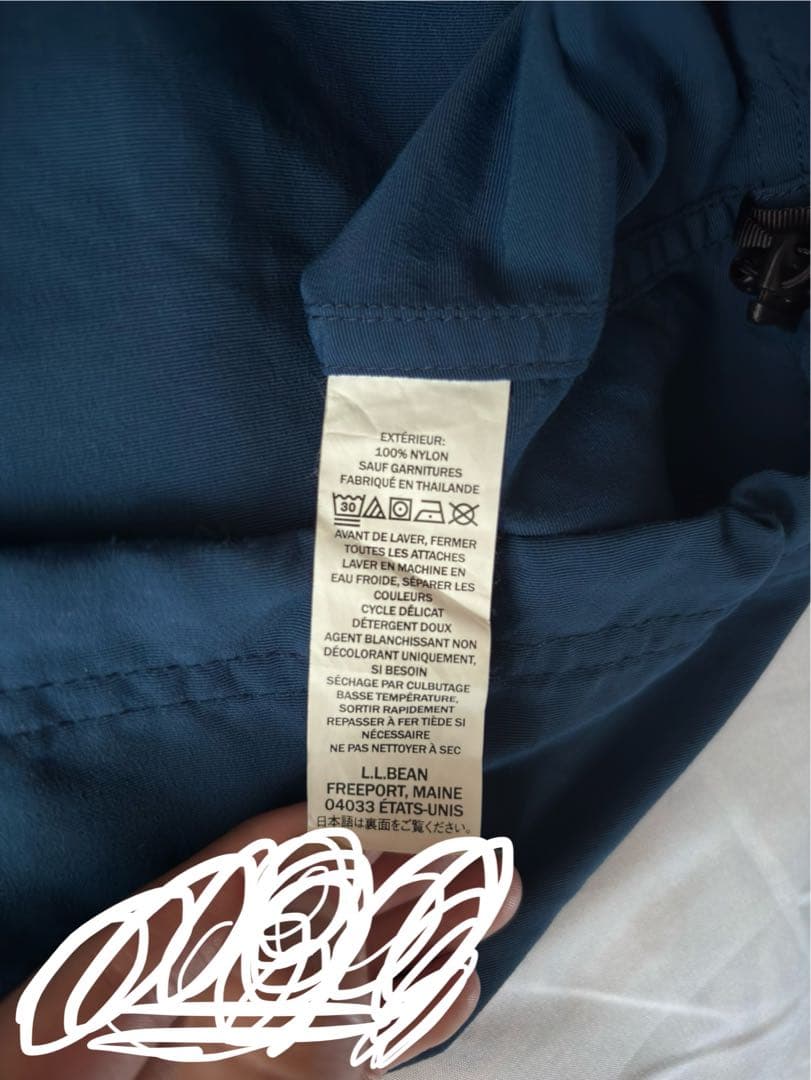 EXTÉRIEUR:
100% NYLON
SAUF GARNITURES
FABRIQUÉ EN THAILANDE
30
AVANT DE LAVER, FERMER
TOUTES LES ATTACHES
LAVER EN MACHINE EN
EAU FROIDE, SÉPARER LES
COULEURS
CYCLE DÉLICAT
DÉTERGENT DOUX
AGENT BLANCHISSANT NON
DÉCOLORANT UNIQUEMENT,
SI BESOIN
SÉCHAGE PAR CULBUTAGE
BASSE TEMPÉRATURE,
SORTIR RAPIDEMENT
REPASSER À FER TIÈDE SI
NÉCESSAIRE
NE PAS NETTOYER À SEC
L.L.BEAN
FREEPORT, MAINE
04033 ÉTATS-UNIS
日本語は裏面をご覧ください。